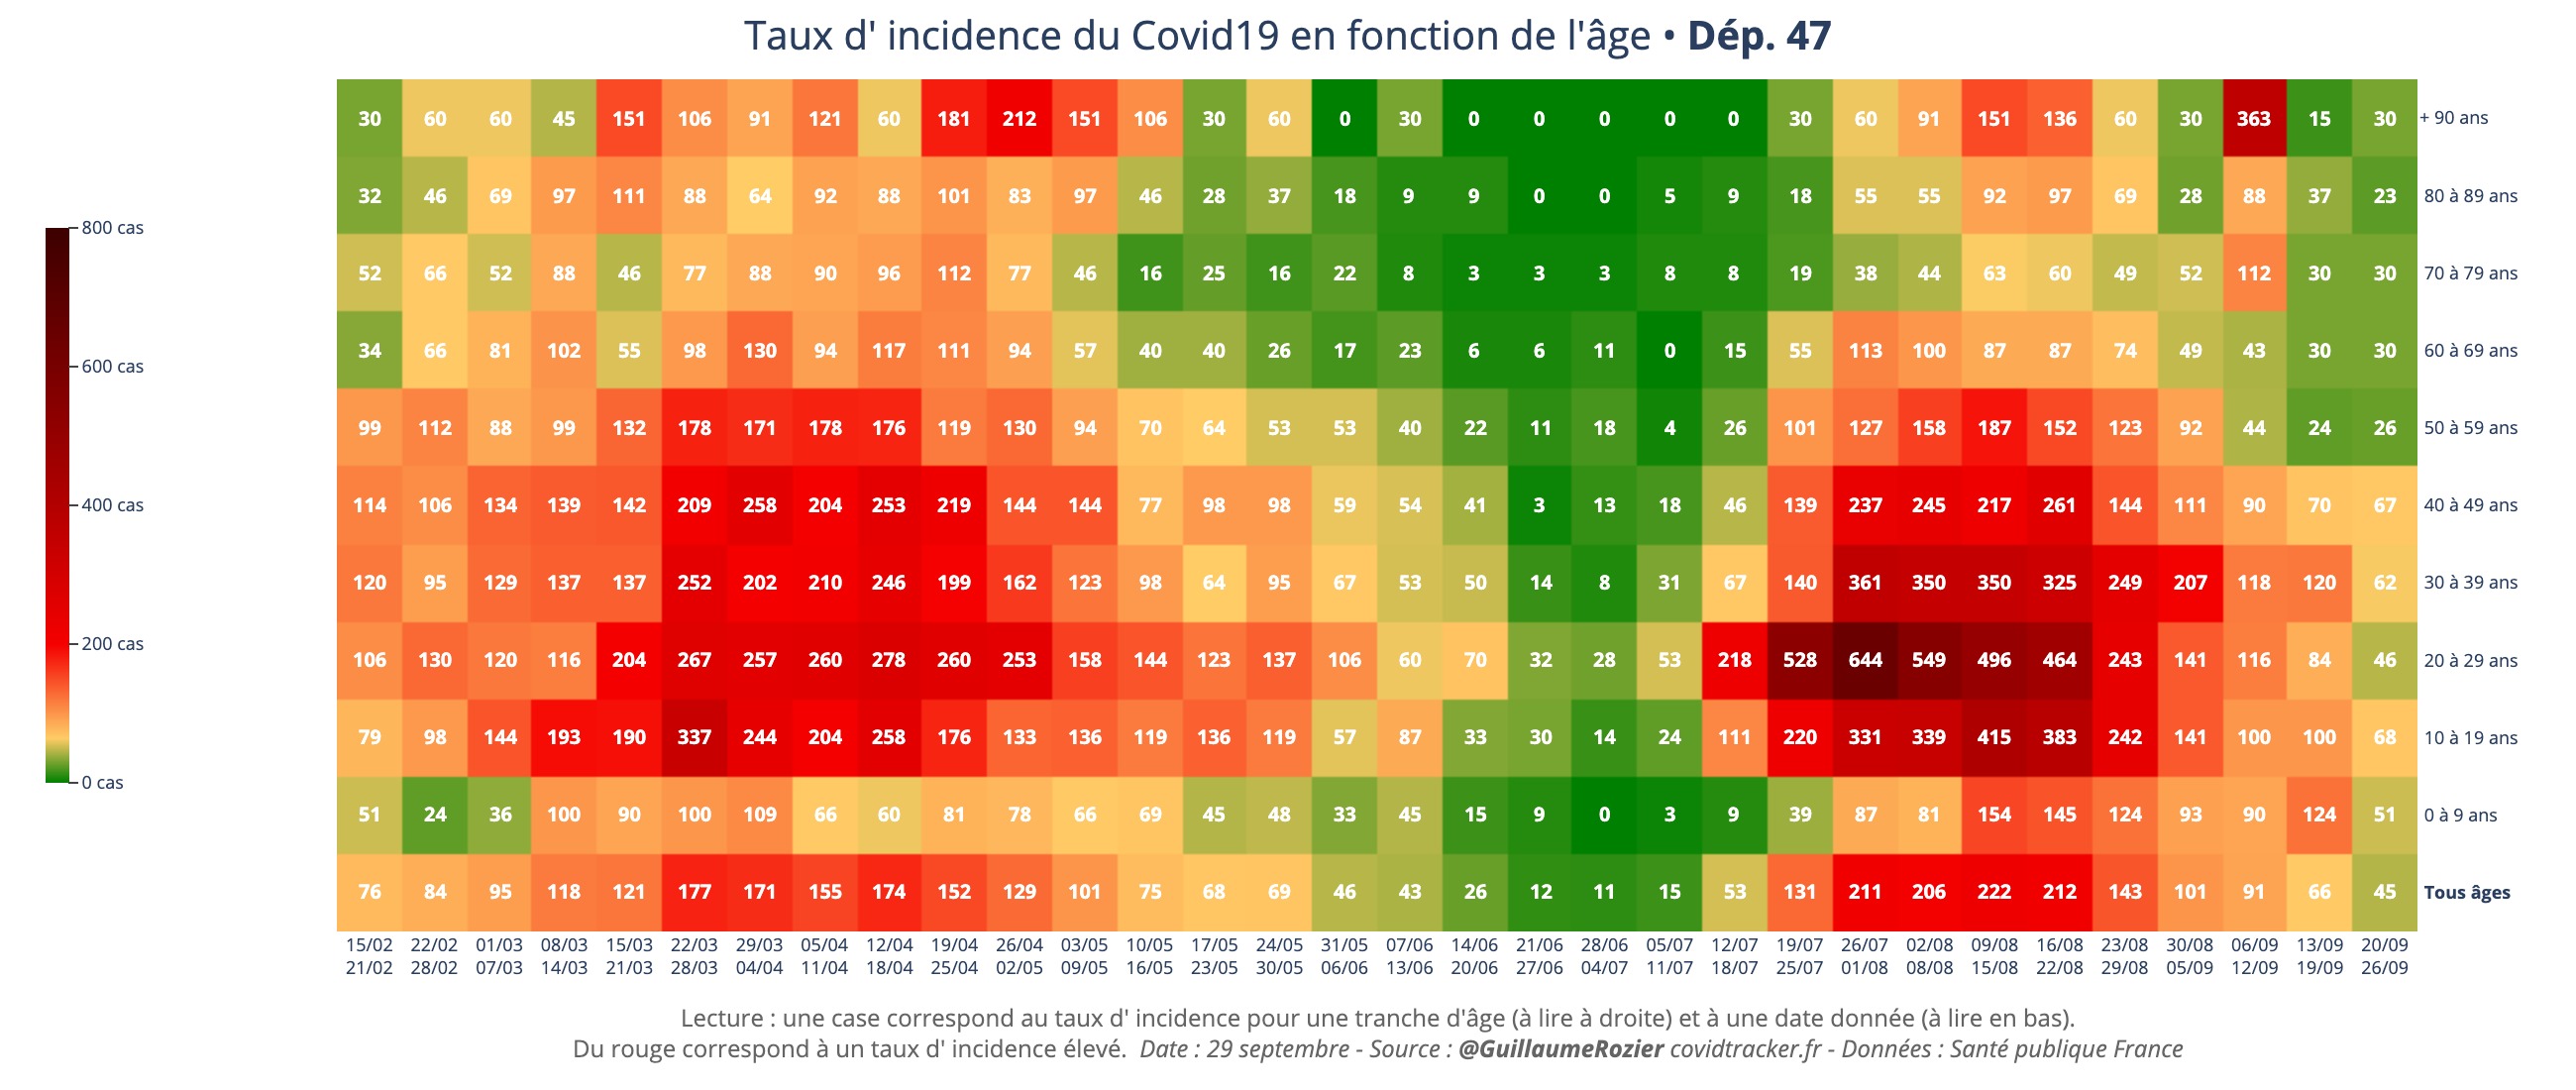 Taux d' incidence du Covid19 en fonction de l'âge • Dép. 47
800 cas
600 cas
400 cas
200 cas
0 cas
30 60 60 45 151 106 91 121 60 181 212 151 106 30 60 0 30 0 0 0 0 0 30 60 91 151 136 60 30 363 15 30 + 90 ans
32 46 69 97 111 88 64 92 88 101 83 97 46 28 37 18 9 9 0 0 5 9 18 55 55 92 97 69 28 88 37 23 80 à 89 ans
52 66 52 88 46 77 88 90 96 112 77 46 16 25 16 22 8 3 3 3 8 8 19 38 44 63 60 49 52 112 30 30 70 à 79 ans
34 66 81 102 55 98 130 94 117 111 94 57 40 40 26 17 23 6 6 11 0 15 55 113 100 87 87 74 49 43 30 30 60 à 69 ans
99 112 88 99 132 178 171 178 176 119 130 94 70 64 53 53 40 22 11 18 4 26 101 127 158 187 152 123 92 44 24 26 50 à 59 ans
114 106 134 139 142 209 258 204 253 219 144 144 77 98 98 59 54 41 3 13 18 46 139 237 245 217 261 144 111 90 70 67 40 à 49 ans
120 95 129 137 137 252 202 210 246 199 162 123 98 64 95 67 53 50 14 8 31 67 140 361 350 350 325 249 207 118 120 62 30 à 39 ans
106 130 120 116 204 267 257 260 278 260 253 158 144 123 137 106 60 70 32 28 53 218 528 644 549 496 464 243 141 116 84 46 20 à 29 ans
79 98 144 193 190 337 244 204 258 176 133 136 119 136 119 57 87 33 30 14 24 111 220 331 339 415 383 242 141 100 100 68 10 à 19 ans
51 24 36 100 90 100 109 66 60 81 78 66 69 45 48 33 45 15 9 0 3 9 39 87 81 154 145 124 93 90 124 51 0 à 9 ans
76 84 95 118 121 177 171 155 174 152 129 101 75 68 69 46 43 26 12 11 15 53 131 211 206 222 212 143 101 91 66 45 Tous âges
15/02 22/02 01/03 08/03 15/03 22/03 29/03 05/04 12/04 19/04 26/04 03/05 10/05 17/05 24/05 31/05 07/06 14/06 21/06 28/06 05/07 12/07 19/07 26/07 02/08 09/08 16/08 23/08 30/08 06/09 13/09 20/09
21/02 28/02 07/03 14/03 21/03 28/03 04/04 11/04 18/04 25/04 02/05 09/05 16/05 23/05 30/05 06/06 13/06 20/06 27/06 04/07 11/07 18/07 25/07 01/08 08/08 15/08 22/08 29/08 05/09 12/09 19/09 26/09
Lecture : une case correspond au taux d' incidence pour une tranche d'âge (à lire à droite) et à une date donnée (à lire en bas).
Du rouge correspond à un taux d' incidence élevé. Date : 29 septembre - Source : @GuillaumeRozier covidtracker.fr - Données : Santé publique France